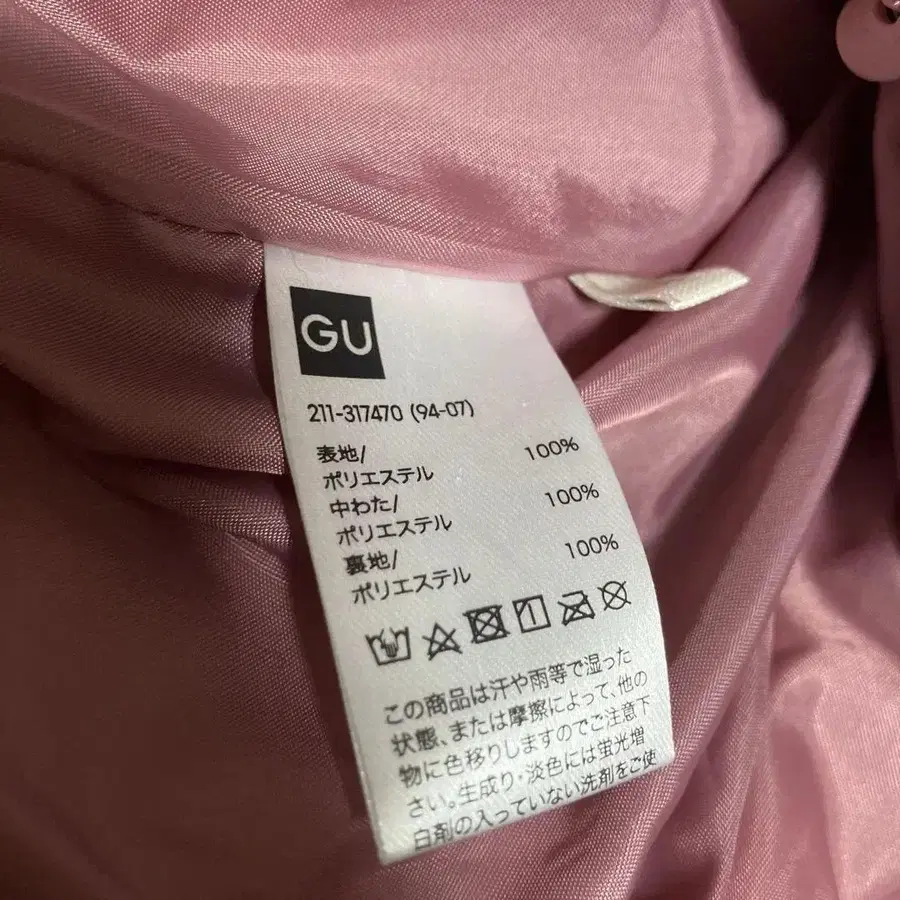 GU
211-317470 (94-07)
表地/
ポリエステル 100%
中わた/
ポリエステル 100%
裏地/
ポリエステル 100%
この商品は汗や雨等で湿った
状態、または摩擦によって、他の
物に色移りしますのでご注意下
さい。生成り・淡色には蛍光増
白剤の入っていない洗剤をご使